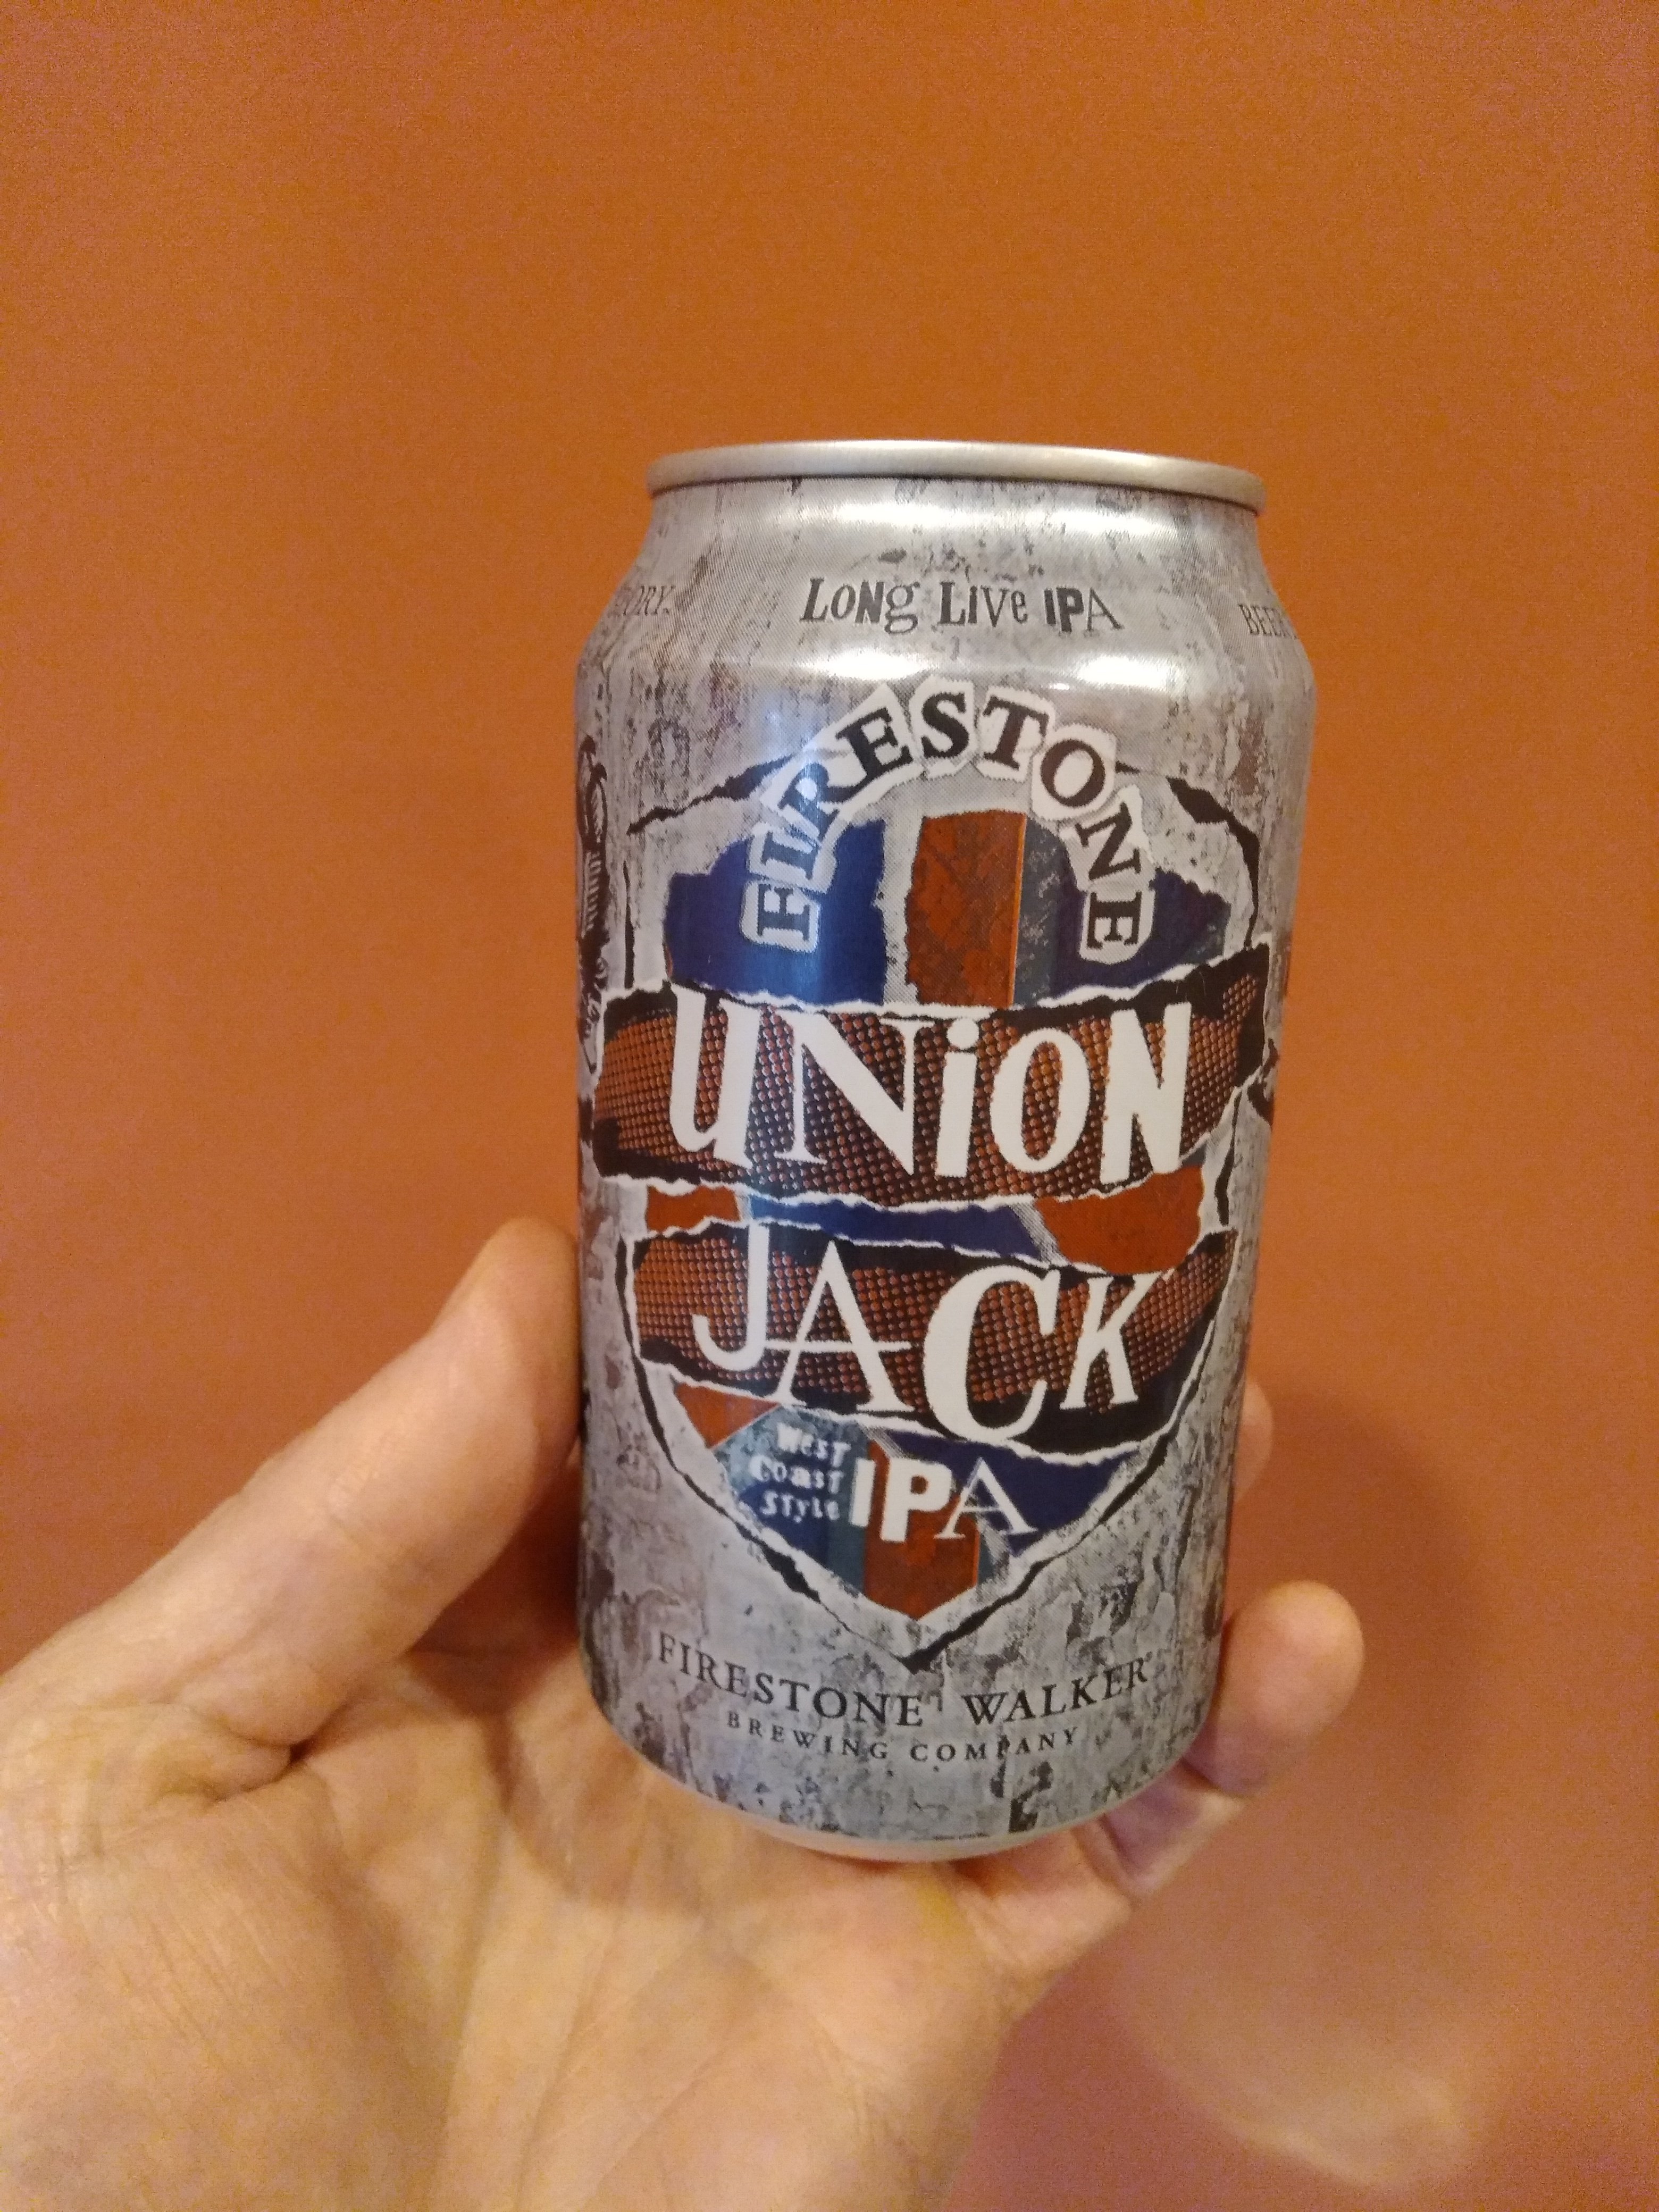 LoNg LiVe IPA
FIRESTONE
UNiON
JACK
WesT
CoasT
STyle
IPA
FIRESTONE WALKER
BREWING COMPANY